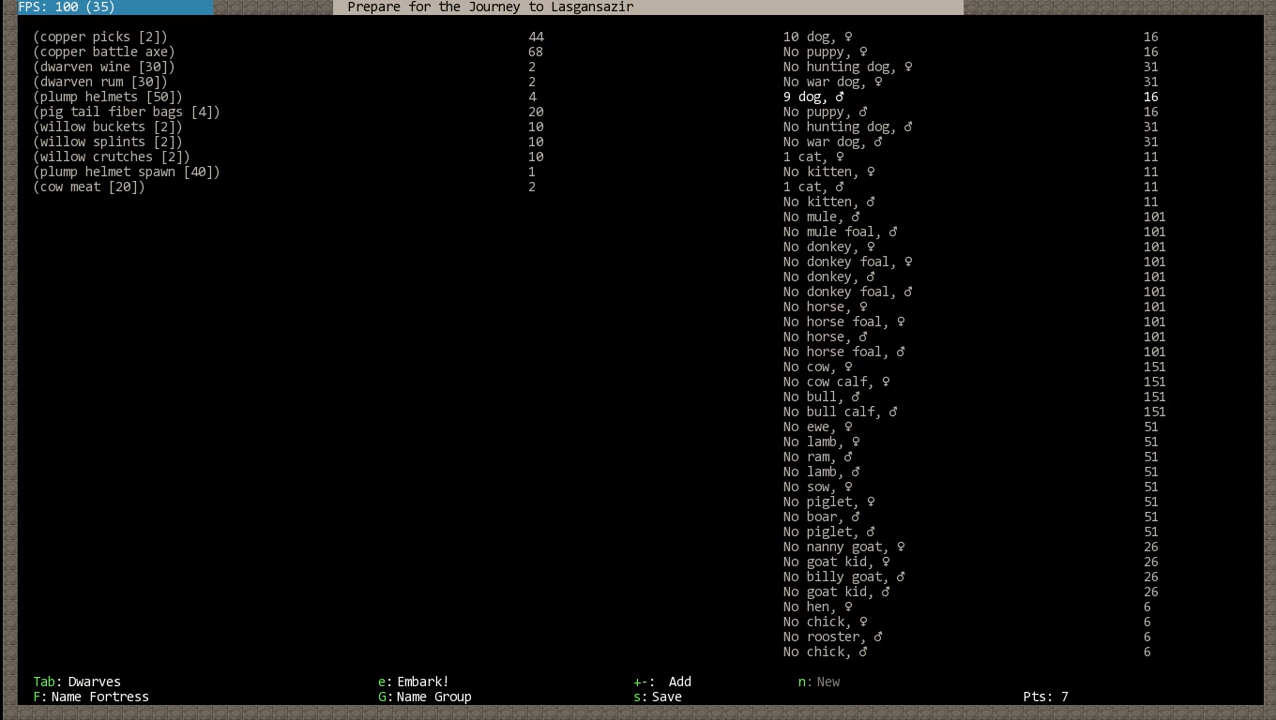 FPS: 100 (35) Prepare for the Journey to Lasgansazir
(copper picks [2]) 44 10 dog, ♀ 16
(copper battle axe) 68 No puppy, ♀ 16
(dwarven wine [30]) 2 No hunting dog, ♀ 31
(dwarven rum [30]) 2 No war dog, ♀ 31
(plump helmets [50]) 4 9 dog, ♂ 16
(pig tail fiber bags [4]) 20 No puppy, ♂ 16
(willow buckets [2]) 10 No hunting dog, ♂ 31
(willow splints [2]) 10 No war dog, ♂ 31
(willow crutches [2]) 10 1 cat, ♀ 11
(plump helmet spawn [40]) 1 No kitten, ♀ 11
(cow meat [20]) 2 1 cat, ♂ 11
No kitten, ♂ 11
No mule, ♂ 101
No mule foal, ♂ 101
No donkey, ♀ 101
No donkey foal, ♀ 101
No donkey, ♂ 101
No donkey foal, ♂ 101
No horse, ♀ 101
No horse foal, ♀ 101
No horse, ♂ 101
No horse foal, ♂ 101
No cow, ♀ 151
No cow calf, ♀ 151
No bull, ♂ 151
No bull calf, ♂ 151
No ewe, ♀ 51
No lamb, ♀ 51
No ram, ♂ 51
No lamb, ♂ 51
No sow, ♀ 51
No piglet, ♀ 51
No boar, ♂ 51
No piglet, ♂ 51
No nanny goat, ♀ 26
No goat kid, ♀ 26
No billy goat, ♂ 26
No goat kid, ♂ 26
No hen, ♀ 6
No chick, ♀ 6
No rooster, ♂ 6
No chick, ♂ 6
Tab: Dwarves e: Embark! +-: Add n: New
F: Name Fortress G: Name Group s: Save Pts: 7